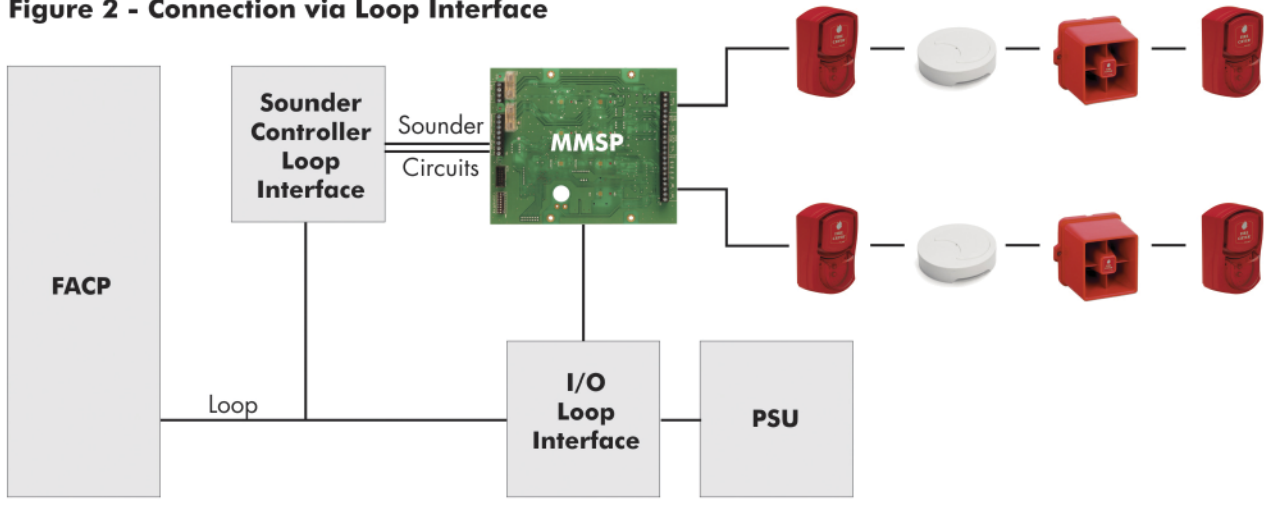 Figure 2 - Connection via Loop Interface
FACP
Sounder
Controller
Loop
Interface
Sounder
Circuits
MMSP
Loop
I/O
Loop
Interface
PSU